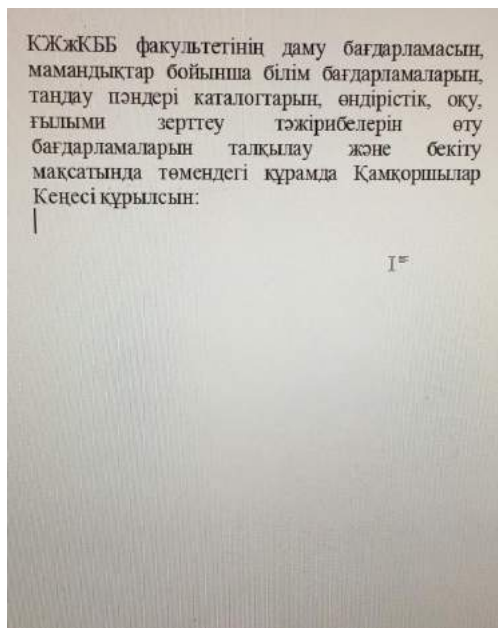 КЖжКББ факультетінің даму бағдарламасын,
мамандықтар бойынша білім бағдарламаларын,
таңдау пәндері каталогтарын, өндірістік, оқу,
ғылыми зерттеу тәжірибелерін өту
бағдарламаларын талқылау және бекіту
мақсатында төмендегі құрамда Қамқоршылар
Кеңесі құрылсын: